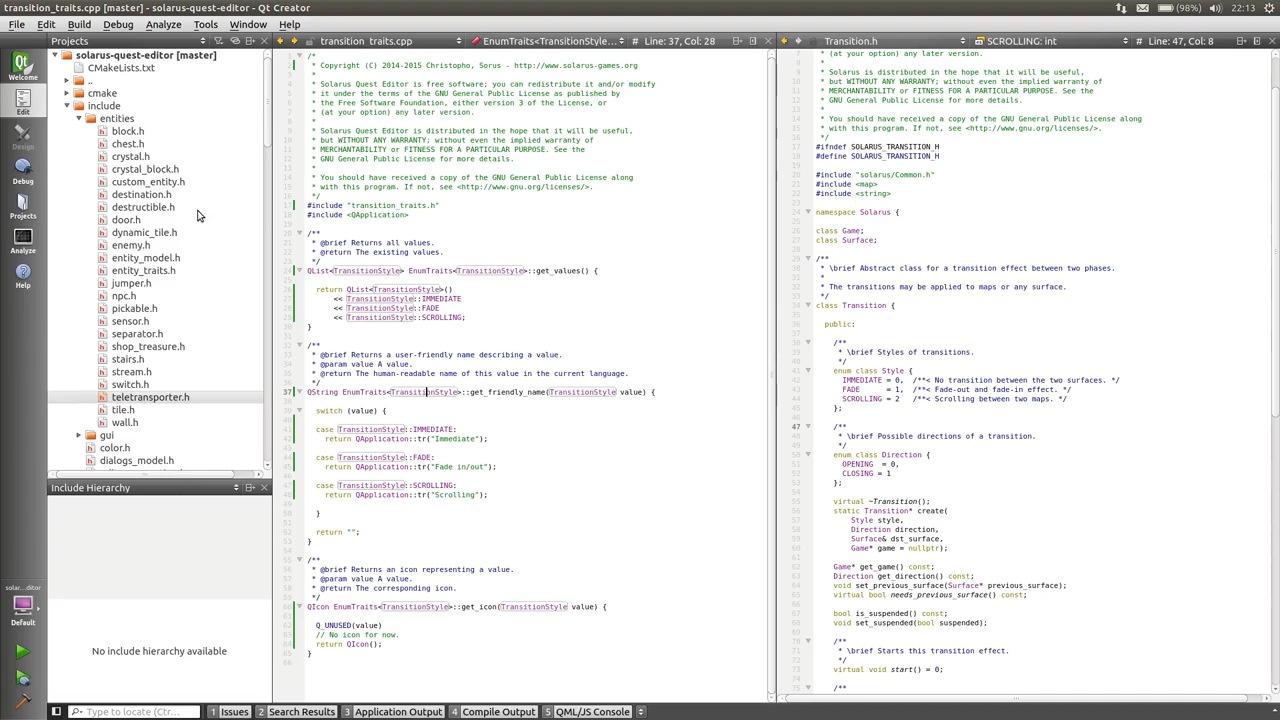 transition_traits.cpp - solarus-quest-editor - Qt Creator
(98%)
22:13
File Edit Build Debug Analyze Tools Window Help
Projects
transition_traits.cpp
EnumTraits<TransitionStyle...
Line: 37, Col: 28
Transition.h
SCROLLING: int
Line: 47, Col: 8
Welcome
Edit
Design
Debug
Projects
Analyze
Help
solar..._ditor
Default
solarus-quest-editor [master]
CMakeLists.txt
..
cmake
include
entities
block.h
chest.h
crystal.h
crystal_block.h
custom_entity.h
destination.h
destructible.h
door.h
dynamic_tile.h
enemy.h
entity_model.h
entity_traits.h
jumper.h
npc.h
pickable.h
sensor.h
separator.h
shop_treasure.h
stairs.h
stream.h
switch.h
teletransporter.h
tile.h
wall.h
gui
color.h
dialogs_model.h
Include Hierarchy
No include hierarchy available
/*
* Copyright (C) 2014-2015 Christopho, Sorus - http://www.solarus-games.org
*
* Solarus Quest Editor is free software; you can redistribute it and/or modify
* it under the terms of the GNU General Public License as published by
* the Free Software Foundation, either version 3 of the License, or
* (at your option) any later version.
*
* Solarus Quest Editor is distributed in the hope that it will be useful,
* but WITHOUT ANY WARRANTY; without even the implied warranty of
* MERCHANTABILITY or FITNESS FOR A PARTICULAR PURPOSE. See the
* GNU General Public License for more details.
*
* You should have received a copy of the GNU General Public License along
* with this program. If not, see <http://www.gnu.org/licenses/>.
*/
#include "transition_traits.h"
#include <QApplication>
/**
* @brief Returns all values.
* @return The existing values.
*/
QList<TransitionStyle> EnumTraits<TransitionStyle>::get_values() {
return QList<TransitionStyle>()
<< TransitionStyle::IMMEDIATE
<< TransitionStyle::FADE
<< TransitionStyle::SCROLLING;
}
/**
* @brief Returns a user-friendly name describing a value.
* @param value A value.
* @return The human-readable name of this value in the current language.
*/
37 QString EnumTraits<TransitionStyle>::get_friendly_name(TransitionStyle value) {
switch (value) {
case TransitionStyle::IMMEDIATE:
return QApplication::tr("Immediate");
case TransitionStyle::FADE:
return QApplication::tr("Fade in/out");
case TransitionStyle::SCROLLING:
return QApplication::tr("Scrolling");
}
return "";
}
/**
* @brief Returns an icon representing a value.
* @param value A value.
* @return The corresponding icon.
*/
QIcon EnumTraits<TransitionStyle>::get_icon(TransitionStyle value) {
Q_UNUSED(value)
// No icon for now.
return QIcon();
}
* (at your option) any later version.
*
* Solarus is distributed in the hope that it will be useful,
* but WITHOUT ANY WARRANTY; without even the implied warranty of
* MERCHANTABILITY or FITNESS FOR A PARTICULAR PURPOSE. See the
* GNU General Public License for more details.
*
* You should have received a copy of the GNU General Public License along
* with this program. If not, see <http://www.gnu.org/licenses/>.
*/
#ifndef SOLARUS_TRANSITION_H
#define SOLARUS_TRANSITION_H
#include "solarus/Common.h"
#include <map>
#include <string>
namespace Solarus {
class Game;
class Surface;
/**
* \brief Abstract class for a transition effect between two phases.
*
* The transitions may be applied to maps or any surface.
*/
class Transition {
public:
/**
* \brief Styles of transitions.
*/
enum class Style {
IMMEDIATE = 0, /**< No transition between the two surfaces. */
FADE = 1, /**< Fade-out and fade-in effect. */
SCROLLING = 2 /**< Scrolling between two maps. */
};
47 /**
* \brief Possible directions of a transition.
*/
enum class Direction {
OPENING = 0,
CLOSING = 1
};
virtual ~Transition();
static Transition* create(
Style style,
Direction direction,
Surface& dst_surface,
Game* game = nullptr);
Game* get_game() const;
Direction get_direction() const;
void set_previous_surface(Surface* previous_surface);
virtual bool needs_previous_surface() const;
bool is_suspended() const;
void set_suspended(bool suspended);
/**
* \brief Starts this transition effect.
*/
virtual void start() = 0;
/**
Type to locate (Ctr...
1 Issues 2 Search Results 3 Application Output 4 Compile Output 5 QML/JS Console